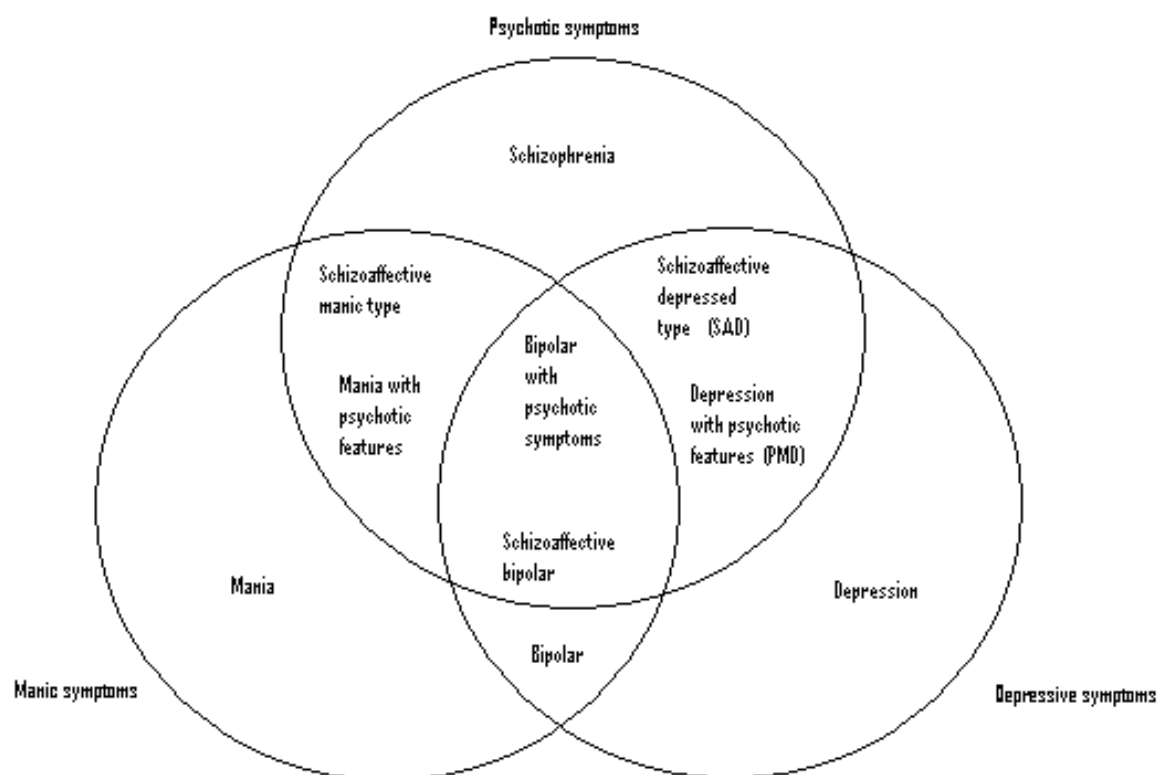 Psychotic symptoms
Schizophrenia
Schizoaffective
manic type
Schizoaffective
depressed
type (SAD)
Bipolar
with
psychotic
symptoms
Mania with
psychotic
features
Depression
with psychotic
features (PMD)
Schizoaffective
bipolar
Mania
Depression
Bipolar
Manic symptoms
Depressive symptoms